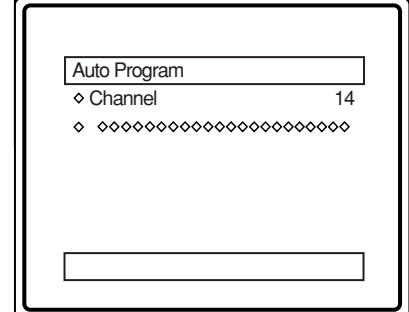 Auto Program
◇ Channel 14
◇ ◇◇◇◇◇◇◇◇◇◇◇◇◇◇◇◇◇◇◇◇◇